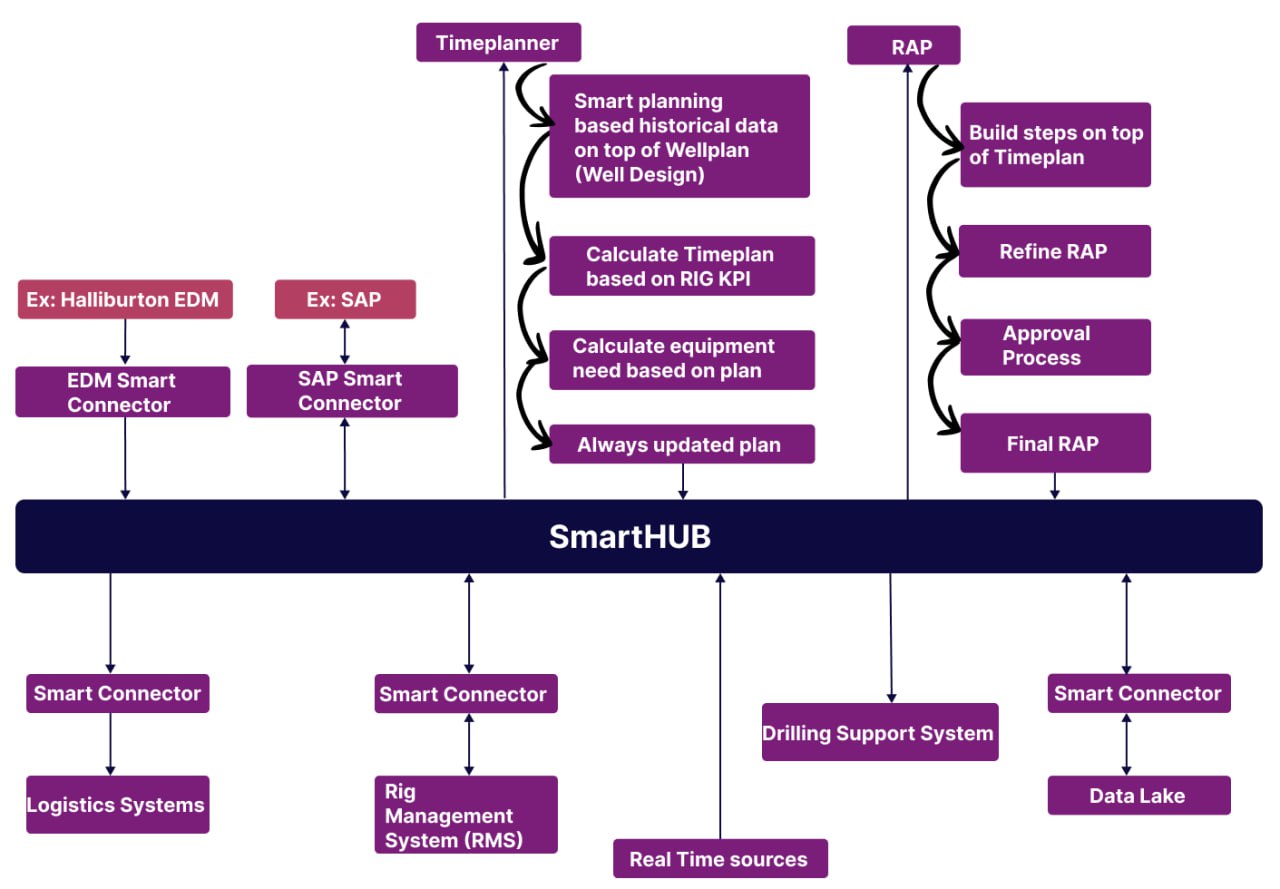 Timeplanner
Smart planning
based historical data
on top of Wellplan
(Well Design)
Calculate Timeplan
based on RIG KPI
Calculate equipment
need based on plan
Always updated plan
RAP
Build steps on top
of Timeplan
Refine RAP
Approval
Process
Final RAP
Ex: Halliburton EDM
EDM Smart
Connector
Ex: SAP
SAP Smart
Connector
SmartHUB
Smart Connector
Logistics Systems
Smart Connector
Rig
Management
System (RMS)
Real Time sources
Drilling Support System
Smart Connector
Data Lake